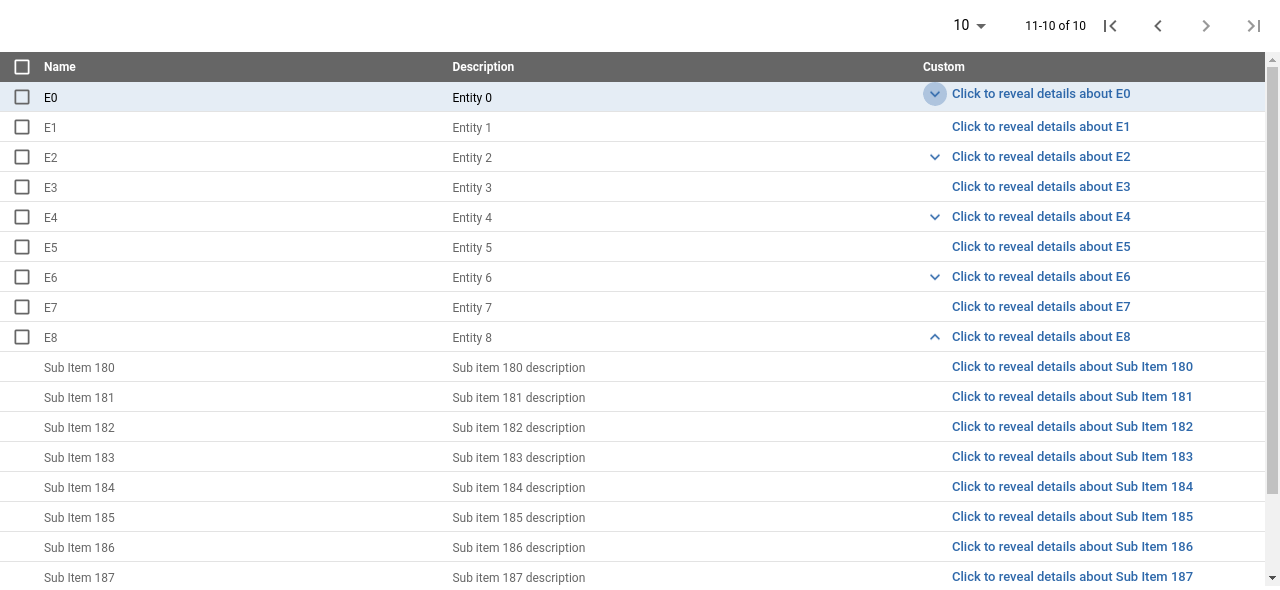 10 11-10 of 10
Name Description Custom
E0 Entity 0 Click to reveal details about E0
E1 Entity 1 Click to reveal details about E1
E2 Entity 2 Click to reveal details about E2
E3 Entity 3 Click to reveal details about E3
E4 Entity 4 Click to reveal details about E4
E5 Entity 5 Click to reveal details about E5
E6 Entity 6 Click to reveal details about E6
E7 Entity 7 Click to reveal details about E7
E8 Entity 8 Click to reveal details about E8
Sub Item 180 Sub item 180 description Click to reveal details about Sub Item 180
Sub Item 181 Sub item 181 description Click to reveal details about Sub Item 181
Sub Item 182 Sub item 182 description Click to reveal details about Sub Item 182
Sub Item 183 Sub item 183 description Click to reveal details about Sub Item 183
Sub Item 184 Sub item 184 description Click to reveal details about Sub Item 184
Sub Item 185 Sub item 185 description Click to reveal details about Sub Item 185
Sub Item 186 Sub item 186 description Click to reveal details about Sub Item 186
Sub Item 187 Sub item 187 description Click to reveal details about Sub Item 187